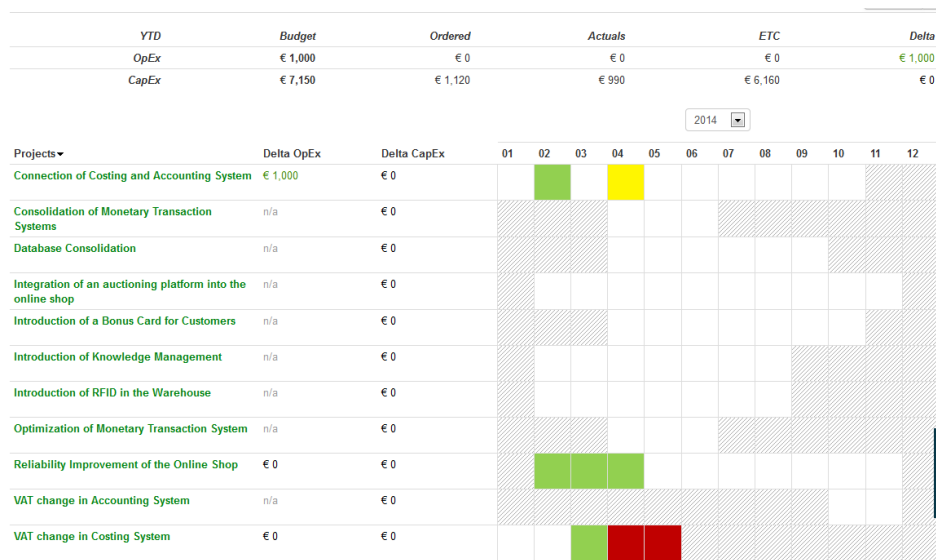 YTD Budget Ordered Actuals ETC Delta
OpEx € 1,000 € 0 € 0 € 0 € 1,000
CapEx € 7,150 € 1,120 € 990 € 6,160 € 0
2014
Projects Delta OpEx Delta CapEx 01 02 03 04 05 06 07 08 09 10 11 12
Connection of Costing and Accounting System € 1,000 € 0
Consolidation of Monetary Transaction n/a € 0
Systems
Database Consolidation n/a € 0
Integration of an auctioning platform into the n/a € 0
online shop
Introduction of a Bonus Card for Customers n/a € 0
Introduction of Knowledge Management n/a € 0
Introduction of RFID in the Warehouse n/a € 0
Optimization of Monetary Transaction System n/a € 0
Reliability Improvement of the Online Shop € 0 € 0
VAT change in Accounting System n/a € 0
VAT change in Costing System € 0 € 0